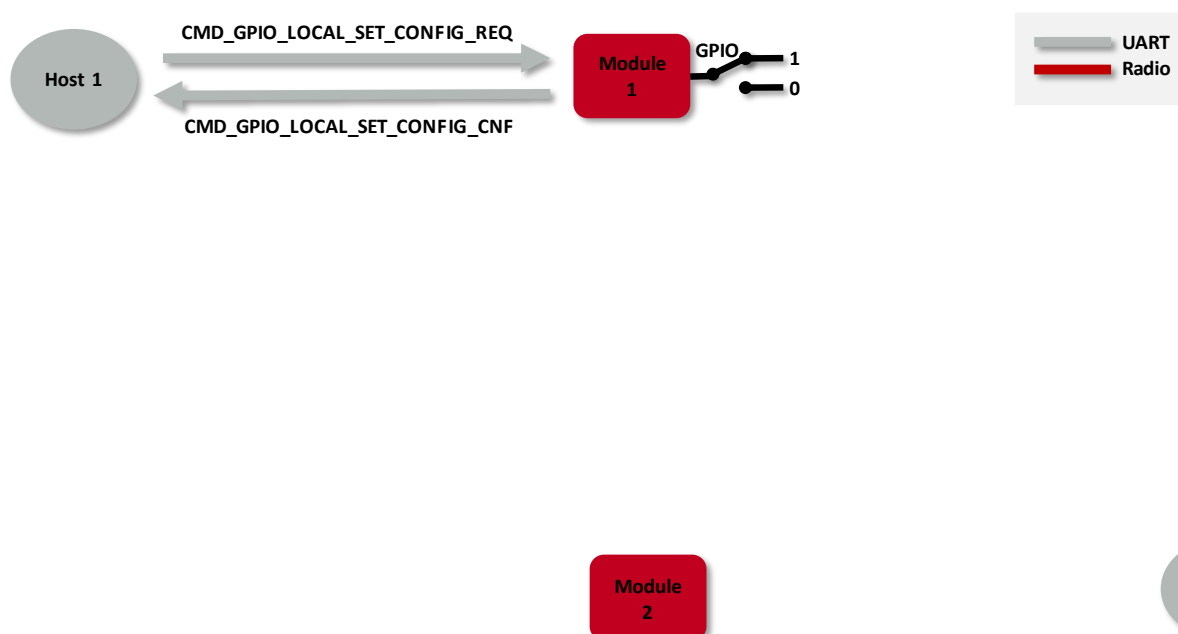 CMD_GPIO_LOCAL_SET_CONFIG_REQ
Host 1
Module
1
GPIO
1
0
UART
Radio
CMD_GPIO_LOCAL_SET_CONFIG_CNF
Module
2